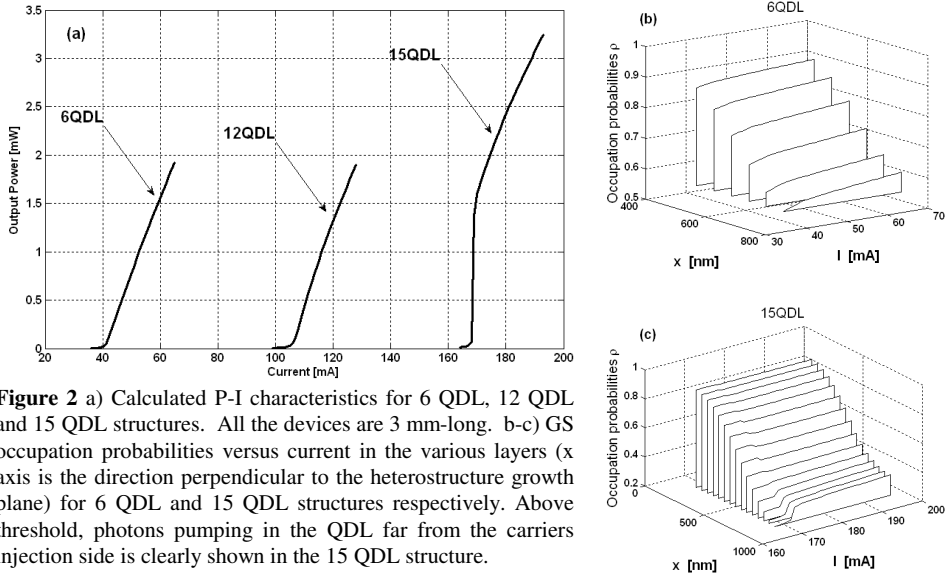 (a)
3.5
3
2.5
2
1.5
1
0.5
0
Output Power [mW]
6QDL
12QDL
15QDL
20 40 60 80 100 120 140 160 180 200
Current [mA]
(b)
6QDL
Occupation probabilities ρ
1
0.9
0.8
0.7
0.6
0.5
400
600
800
x [nm]
30
40
50
60
70
I [mA]
(c)
15QDL
Occupation probabilities ρ
1
0.8
0.6
0.4
0.2
0
500
1000
x [nm]
160
170
180
190
200
I [mA]
Figure 2 a) Calculated P-I characteristics for 6 QDL, 12 QDL
and 15 QDL structures. All the devices are 3 mm-long. b-c) GS
occupation probabilities versus current in the various layers (x
axis is the direction perpendicular to the heterostructure growth
plane) for 6 QDL and 15 QDL structures respectively. Above
threshold, photons pumping in the QDL far from the carriers
injection side is clearly shown in the 15 QDL structure.